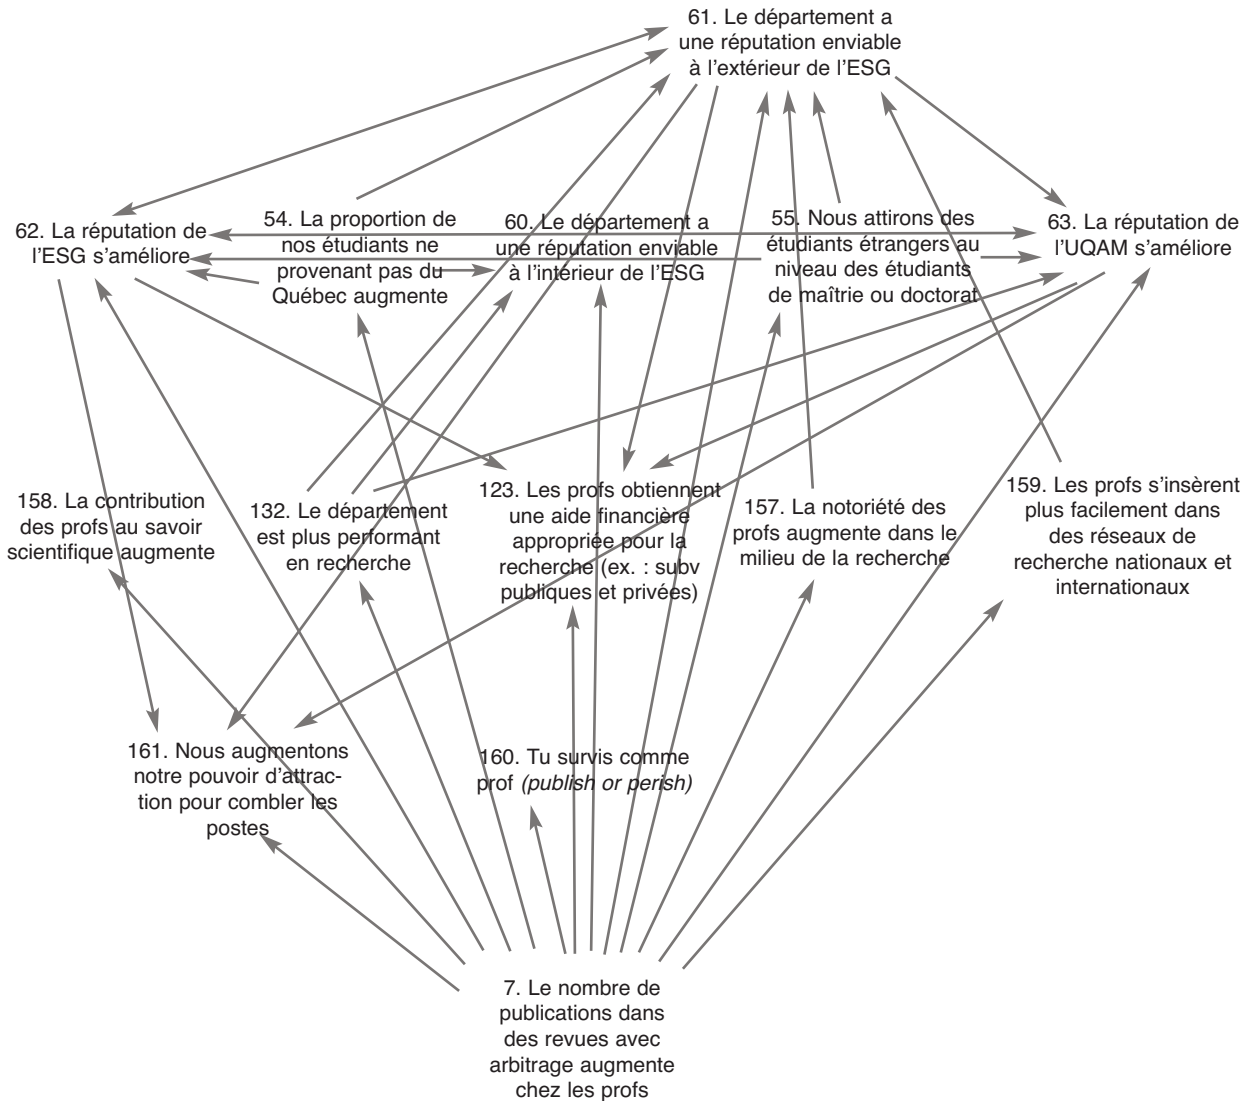 61. Le département a
une réputation enviable
à l'extérieur de l'ESG
62. La réputation de
l'ESG s'améliore
54. La proportion de
nos étudiants ne
provenant pas du
Québec augmente
60. Le département a
une réputation enviable
à l'intérieur de l'ESG
55. Nous attirons des
étudiants étrangers au
niveau des étudiants
de maîtrie ou doctorat
63. La réputation de
l'UQAM s'améliore
158. La contribution
des profs au savoir
scientifique augmente
132. Le département
est plus performant
en recherche
123. Les profs obtiennent
une aide financière
appropriée pour la
recherche (ex. : subv
publiques et privées)
157. La notoriété des
profs augmente dans le
milieu de la recherche
159. Les profs s'insèrent
plus facilement dans
des réseaux de
recherche nationaux et
internationaux
161. Nous augmentons
notre pouvoir d'attrac-
tion pour combler les
postes
160. Tu survis comme
prof (publish or perish)
7. Le nombre de
publications dans
des revues avec
arbitrage augmente
chez les profs